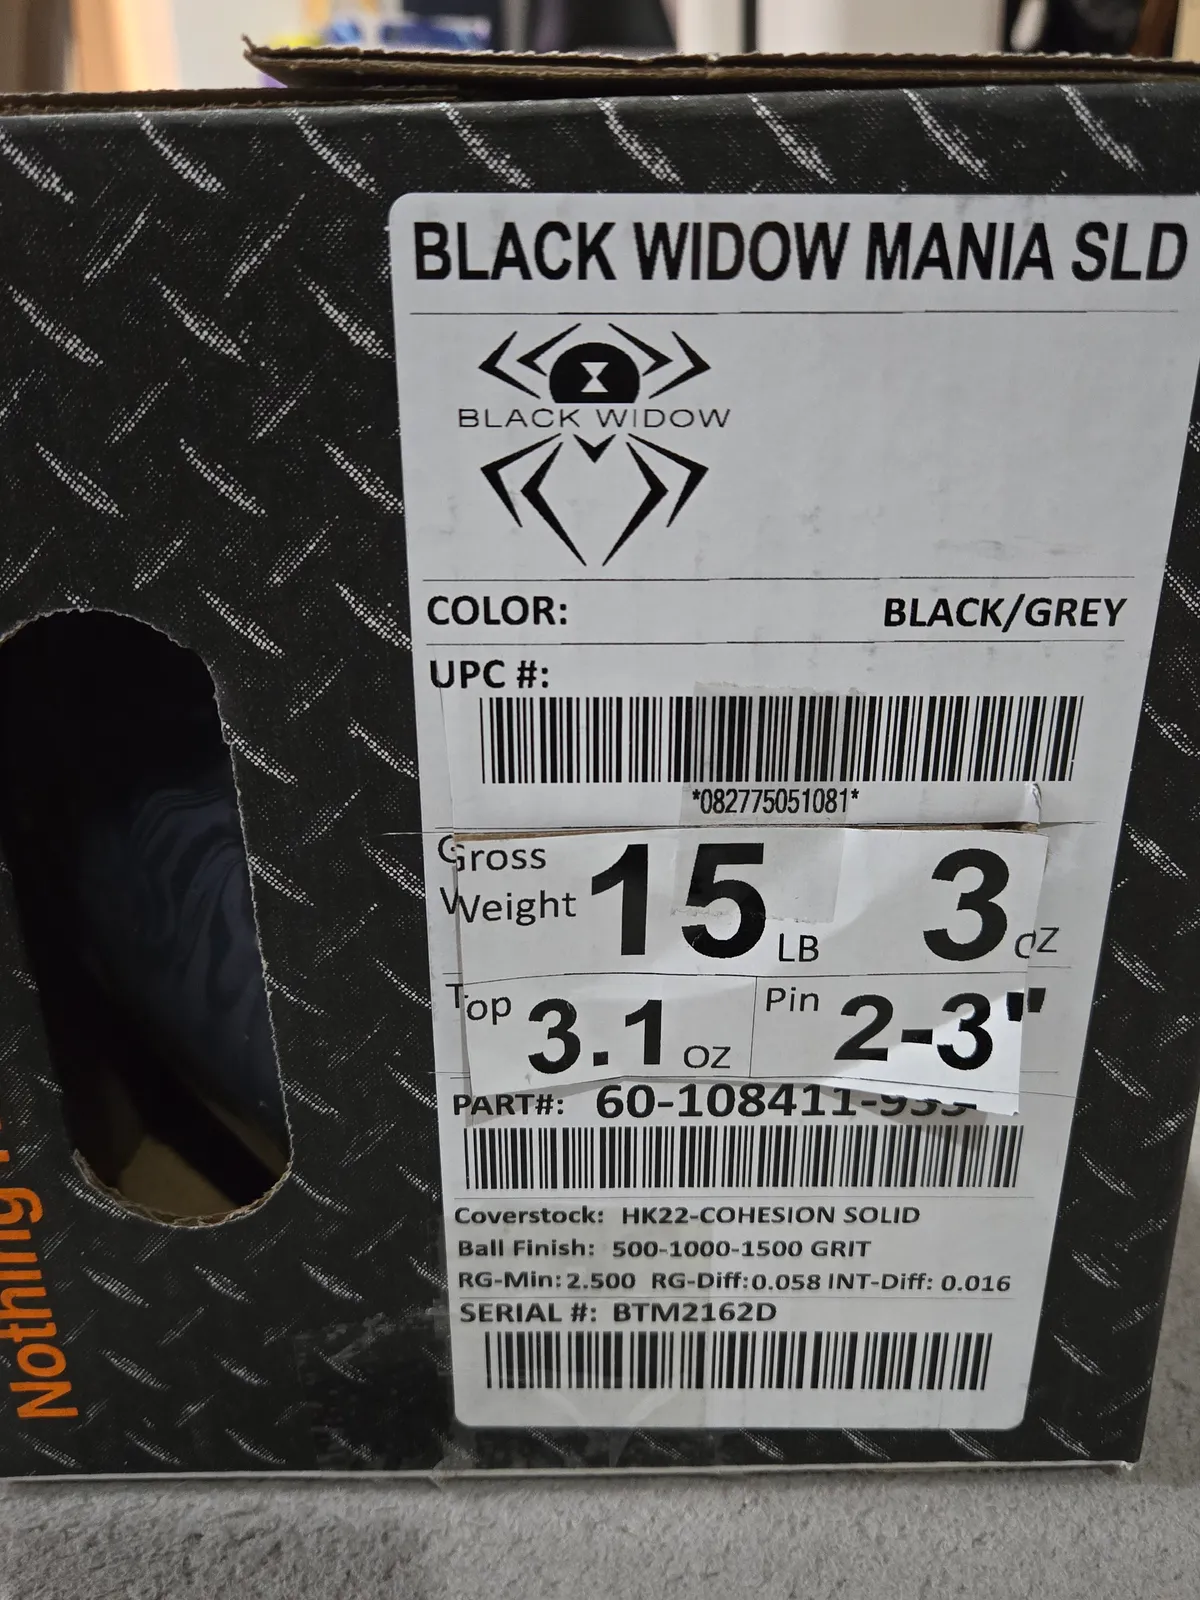 BLACK WIDOW MANIA SLD
BLACK WIDOW
COLOR: BLACK/GREY
UPC #:
*082775051081*
Gross
Weight 15 LB 3 OZ
Top 3.1 OZ Pin 2-3"
PART#: 60-108411-933-
Coverstock: HK22-COHESION SOLID
Ball Finish: 500-1000-1500 GRIT
RG-Min: 2.500 RG-Diff: 0.058 INT-Diff: 0.016
SERIAL #: BTM2162D
Nothing